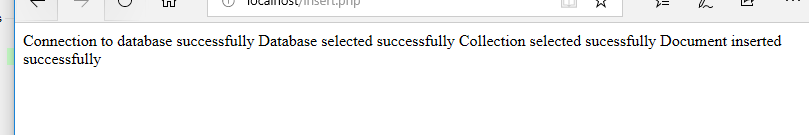 localhost/insert.php
Connection to database successfully Database selected successfully Collection selected sucessfully Document inserted
successfully